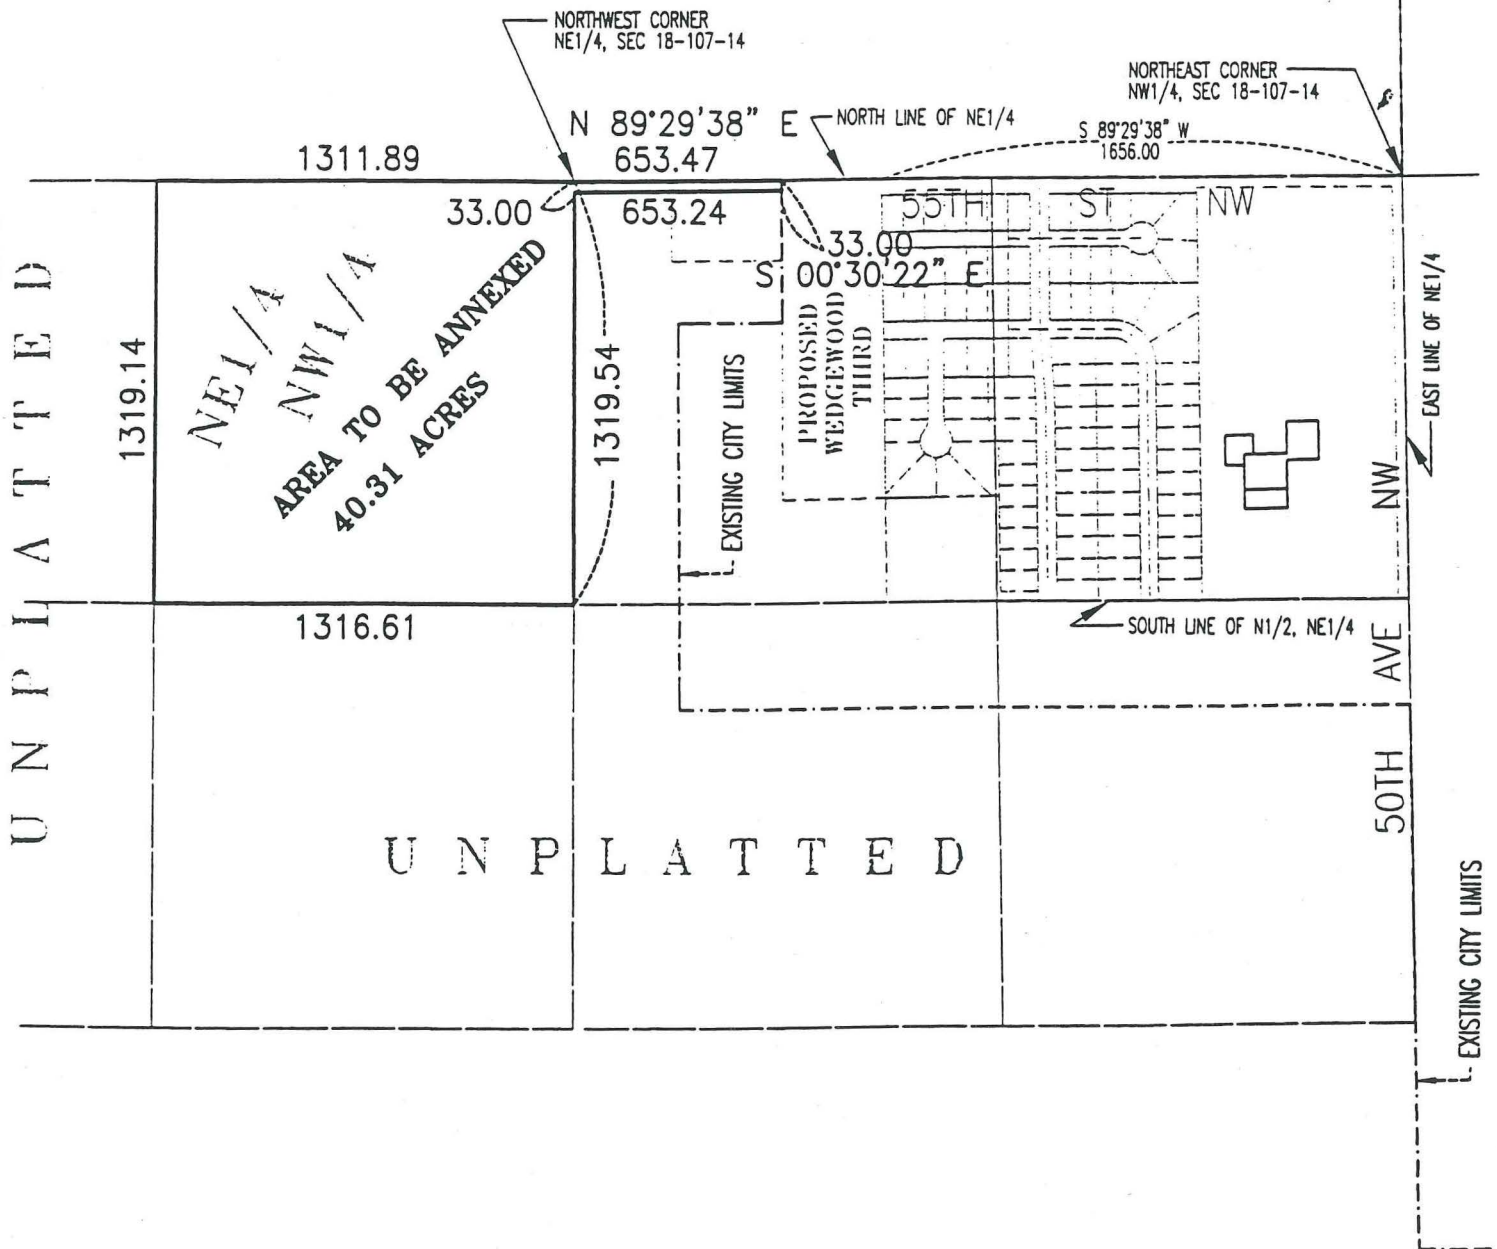 NORTHWEST CORNER
NE1/4, SEC 18-107-14
NORTHEAST CORNER
NW1/4, SEC 18-107-14
N 89°29'38" E
NORTH LINE OF NE1/4
S 89°29'38" W
1656.00
1311.89
653.47
33.00
653.24
55TH ST NW
33.00
S 00°30'22" E
NE1/4
NW1/4
AREA TO BE ANNEXED
40.31 ACRES
1319.14
1319.54
EXISTING CITY LIMITS
PROPOSED
WEDGEWOOD
THIRD
EAST LINE OF NE1/4
UNPLATTED
1316.61
SOUTH LINE OF N1/2, NE1/4
50TH AVE NW
UNPLATTED
EXISTING CITY LIMITS